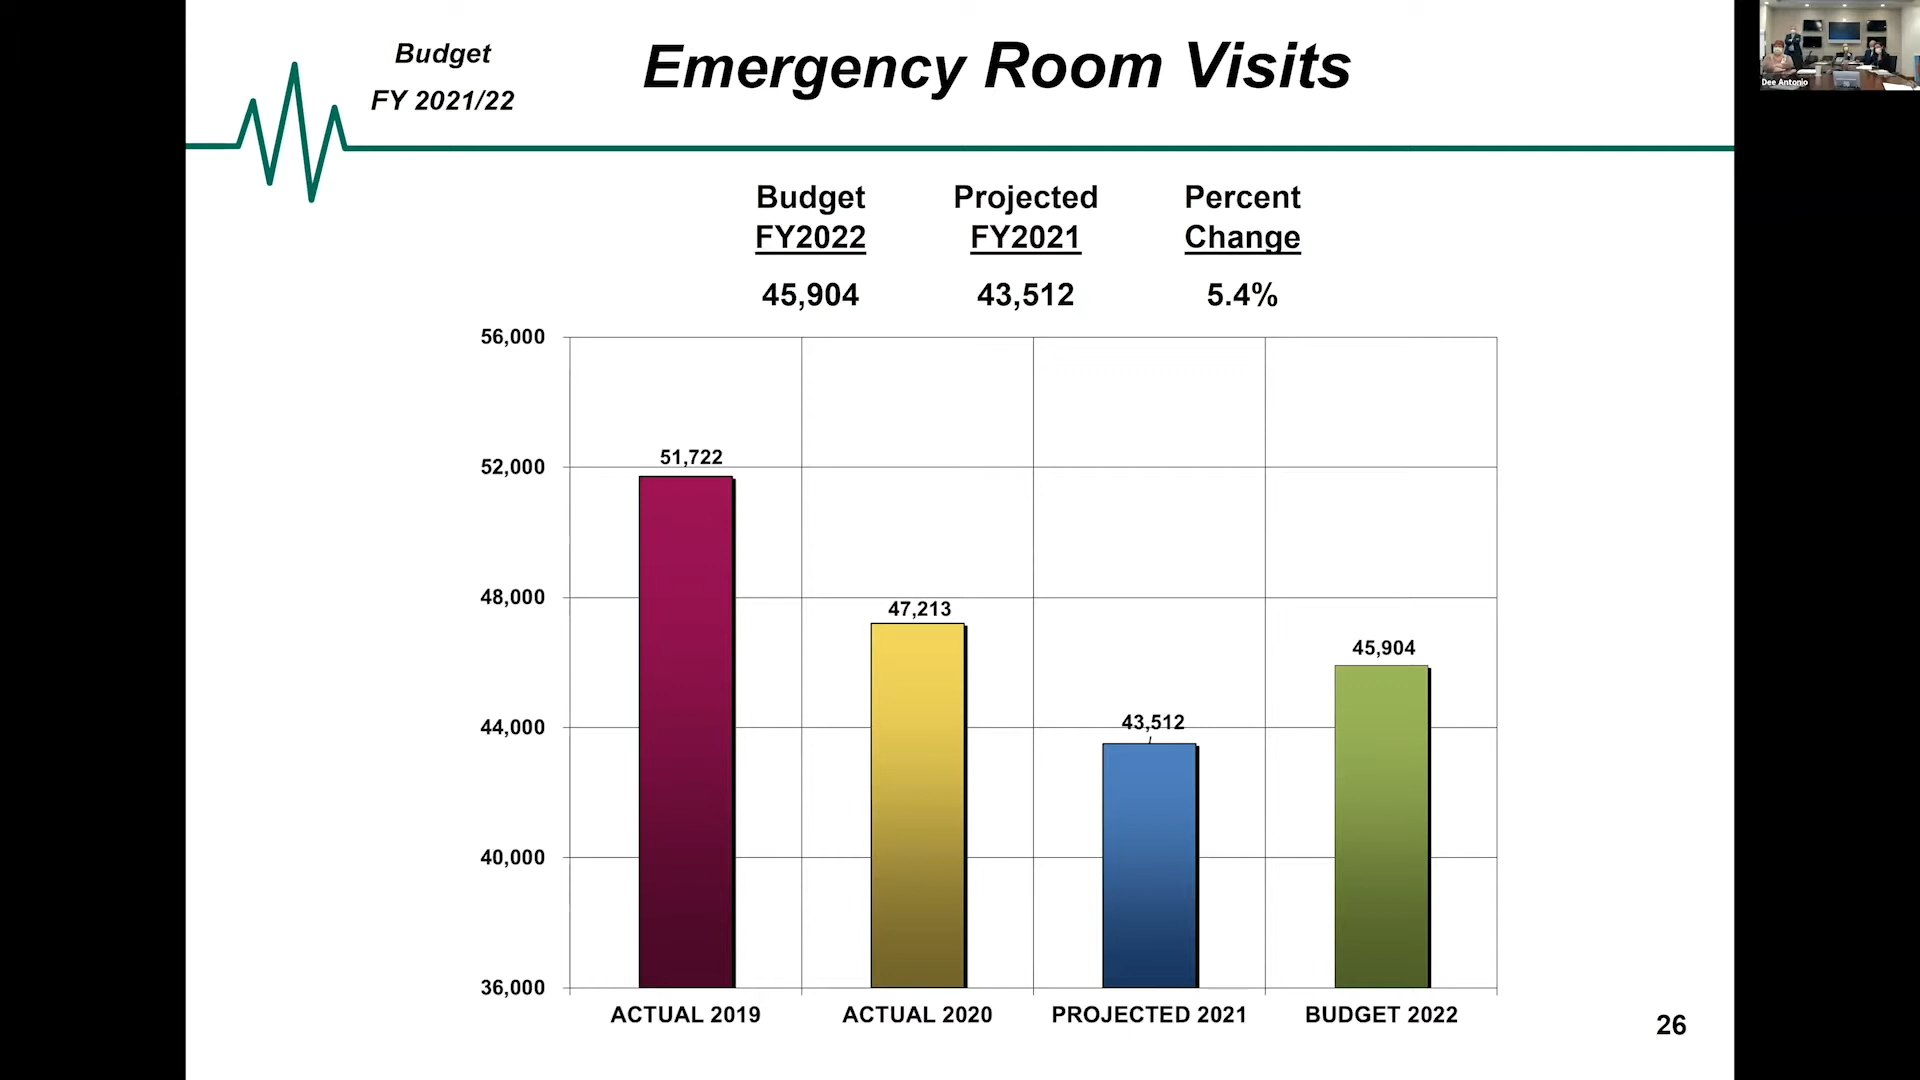 Budget
FY 2021/22
Emergency Room Visits
Dee Antonio
Budget Projected Percent
FY2022 FY2021 Change
45,904 43,512 5.4%
56,000
52,000
48,000
44,000
40,000
36,000
51,722
47,213
43,512
45,904
ACTUAL 2019 ACTUAL 2020 PROJECTED 2021 BUDGET 2022
26